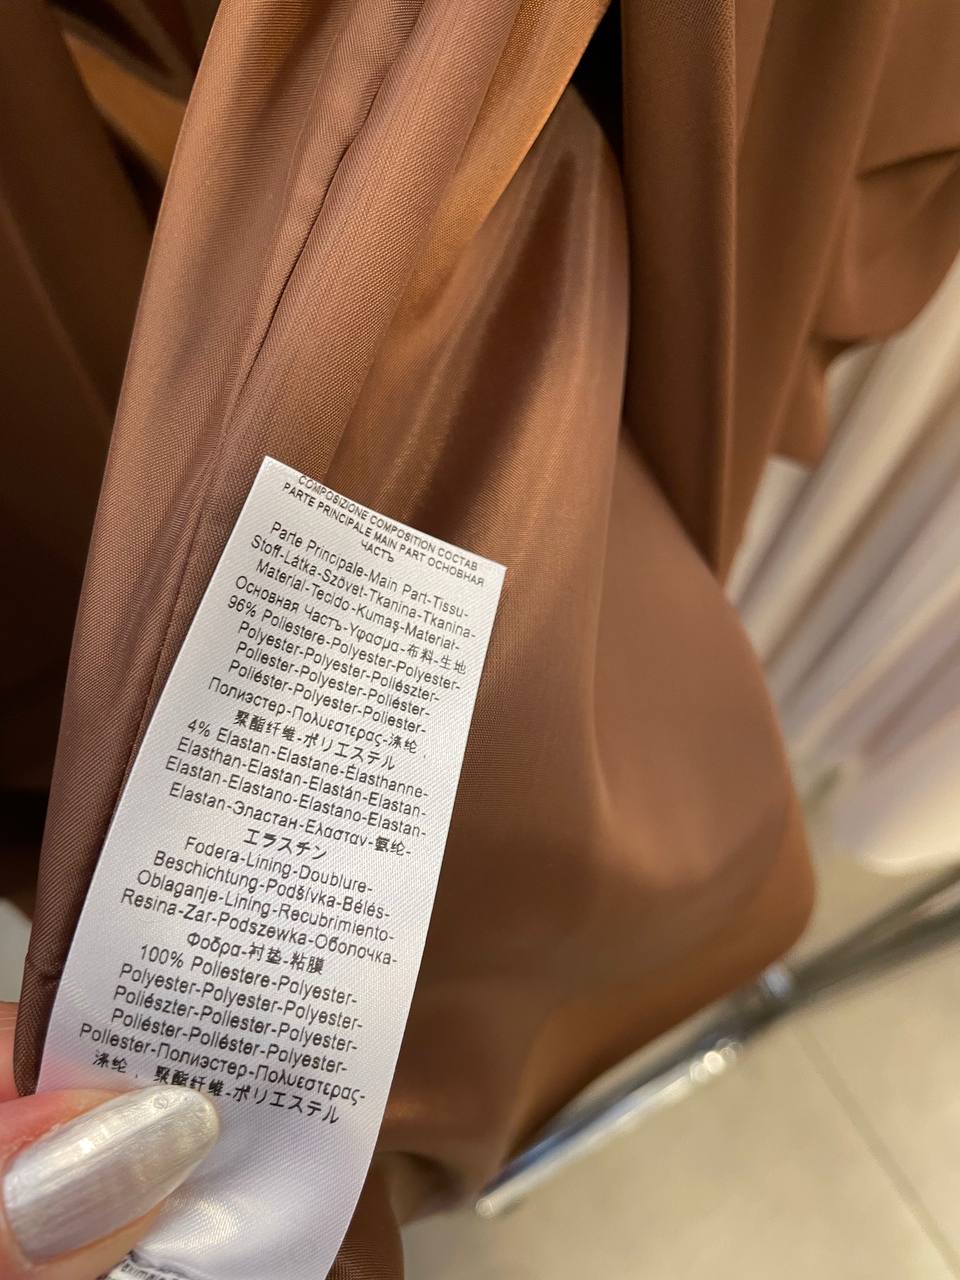 COMPOSIZIONE COMPOSITION СОСТАВ
PARTE PRINCIPALE MAIN PART ОСНОВНАЯ
ЧАСТЬ
Parte Principale-Main Part-Tissu-
Stoff-Látka-Szövet-Tkanina-Tkanina-
Material-Tecido-Kumaş-Materiał-
Основная Часть-Υφασμα-布料-生地
96% Poliestere-Polyester-Polyester-
Polyester-Polyester-Poliészter-
Poliester-Polyester-Poliéster-
Poliéster-Polyester-Poliester-
Полиэстер-Πολυεστερας-涤纶,
聚酯纤维-ポリエステル
4% Elastan-Elastane-Élasthanne-
Elasthan-Elastan-Elastán-Elastan-
Elastan-Elastano-Elastano-Elastan-
Elastan-Эластан-Ελασταν-氨纶-
エラスチン
Fodera-Lining-Doublure-
Beschichtung-Podšívka-Bélés-
Oblaganje-Lining-Recubrimiento-
Resina-Zar-Podszewka-Оболочка-
Φοδρα-衬垫-粘膜
100% Poliestere-Polyester-
Polyester-Polyester-Polyester-
Poliészter-Poliester-Polyester-
Poliéster-Poliéster-Polyester-
Poliester-Полиэстер-Πολυεστερας-
涤纶, 聚酯纤维-ポリエステル